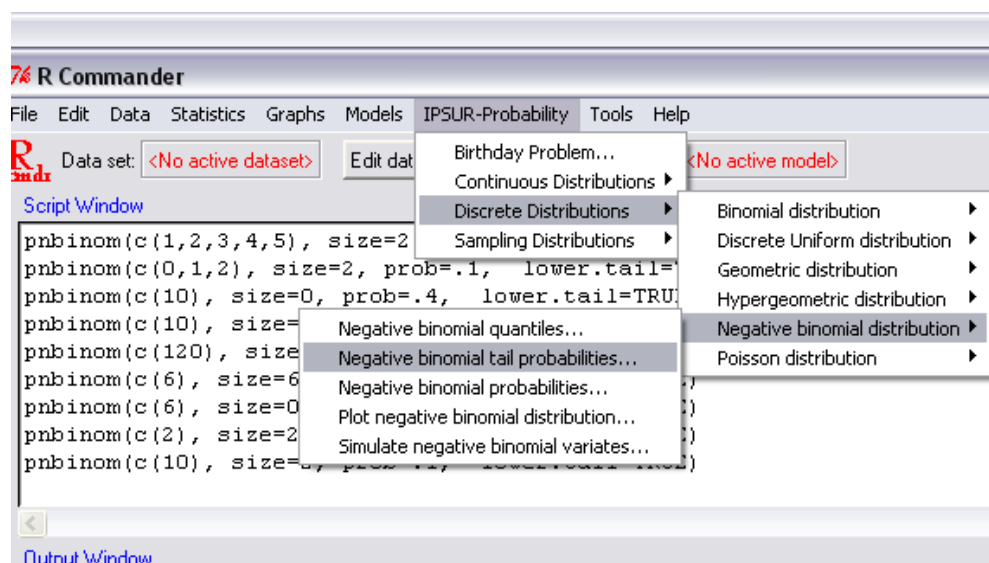 R Commander
File Edit Data Statistics Graphs Models IPSUR-Probability Tools Help
Data set: <No active dataset> Edit dat <No active model>
Birthday Problem...
Continuous Distributions
Discrete Distributions
Sampling Distributions
Binomial distribution
Discrete Uniform distribution
Geometric distribution
Hypergeometric distribution
Negative binomial distribution
Poisson distribution
Negative binomial quantiles...
Negative binomial tail probabilities...
Negative binomial probabilities...
Plot negative binomial distribution...
Simulate negative binomial variates...
Script Window
pnbinom(c(1,2,3,4,5), size=2
pnbinom(c(0,1,2), size=2, prob=.1, lower.tail=
pnbinom(c(10), size=0, prob=.4, lower.tail=TRU
pnbinom(c(10), size=
pnbinom(c(120), size
pnbinom(c(6), size=6
pnbinom(c(6), size=0
pnbinom(c(2), size=2
pnbinom(c(10), size=
Output Window